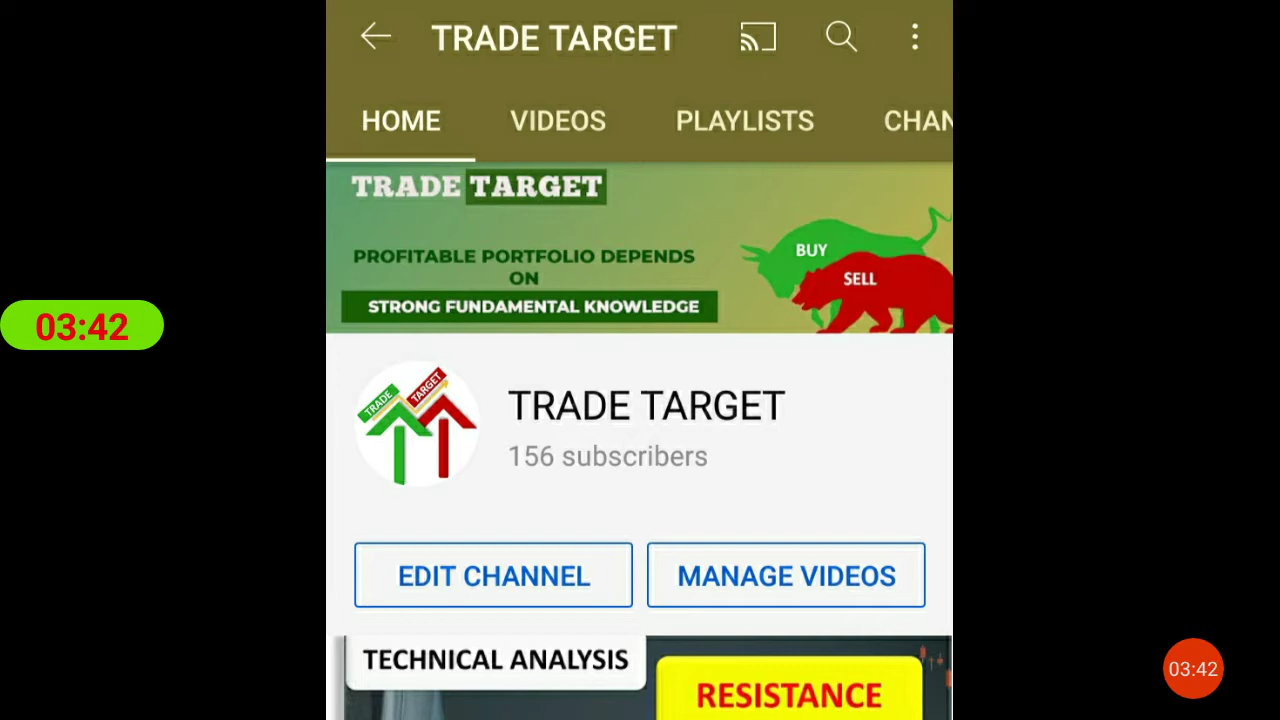 TRADE TARGET
HOME VIDEOS PLAYLISTS CHAN
TRADE TARGET
PROFITABLE PORTFOLIO DEPENDS
ON
STRONG FUNDAMENTAL KNOWLEDGE
BUY
SELL
03:42
TRADE TARGET
TRADE TARGET
156 subscribers
EDIT CHANNEL MANAGE VIDEOS
TECHNICAL ANALYSIS
RESISTANCE
03:42